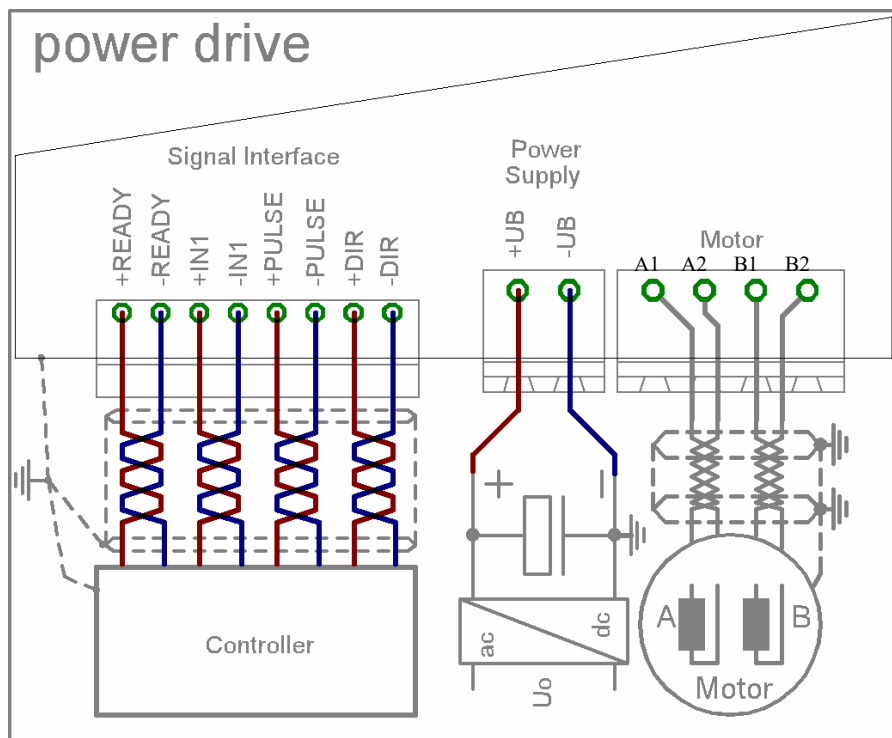 power drive
Signal Interface
Power
Supply
+READY
-READY
+IN1
-IN1
+PULSE
-PULSE
+DIR
-DIR
+UB
-UB
Motor
A1
A2
B1
B2
+
−
Controller
ac
dc
Uo
A
B
Motor